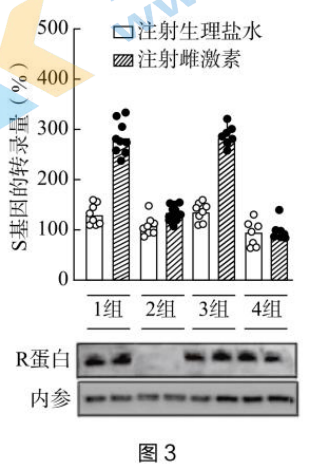 □注射生理盐水
▨注射雌激素
S基因的转录量（%）
500
400
300
200
100
0
1组 2组 3组 4组
R蛋白
内参
图3